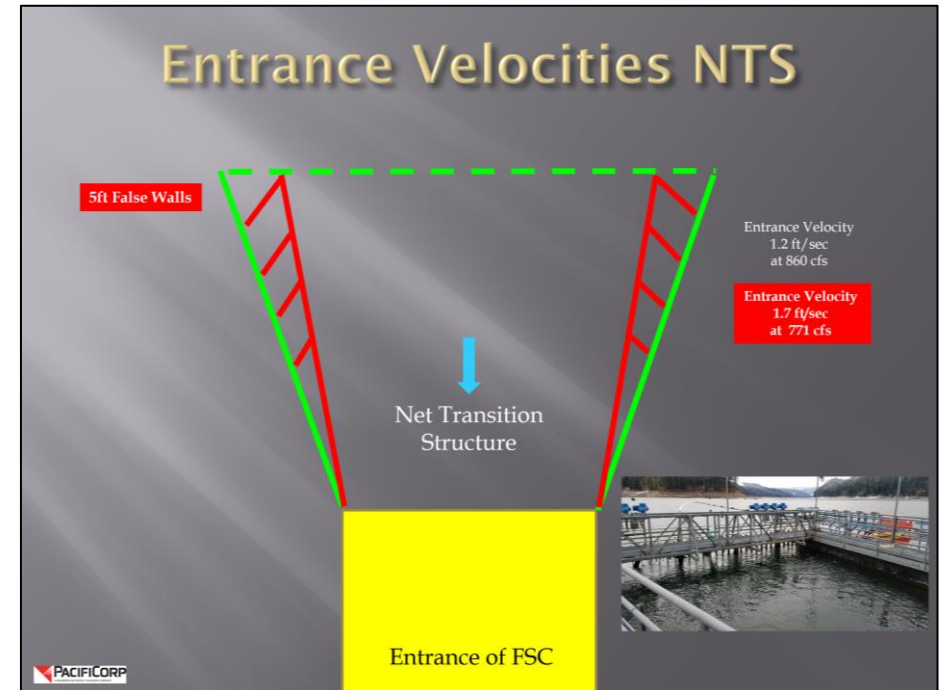 Entrance Velocities NTS
5ft False Walls
Entrance Velocity
1.2 ft/sec
at 860 cfs
Entrance Velocity
1.7 ft/sec
at 771 cfs
Net Transition
Structure
Entrance of FSC
PACIFICORP